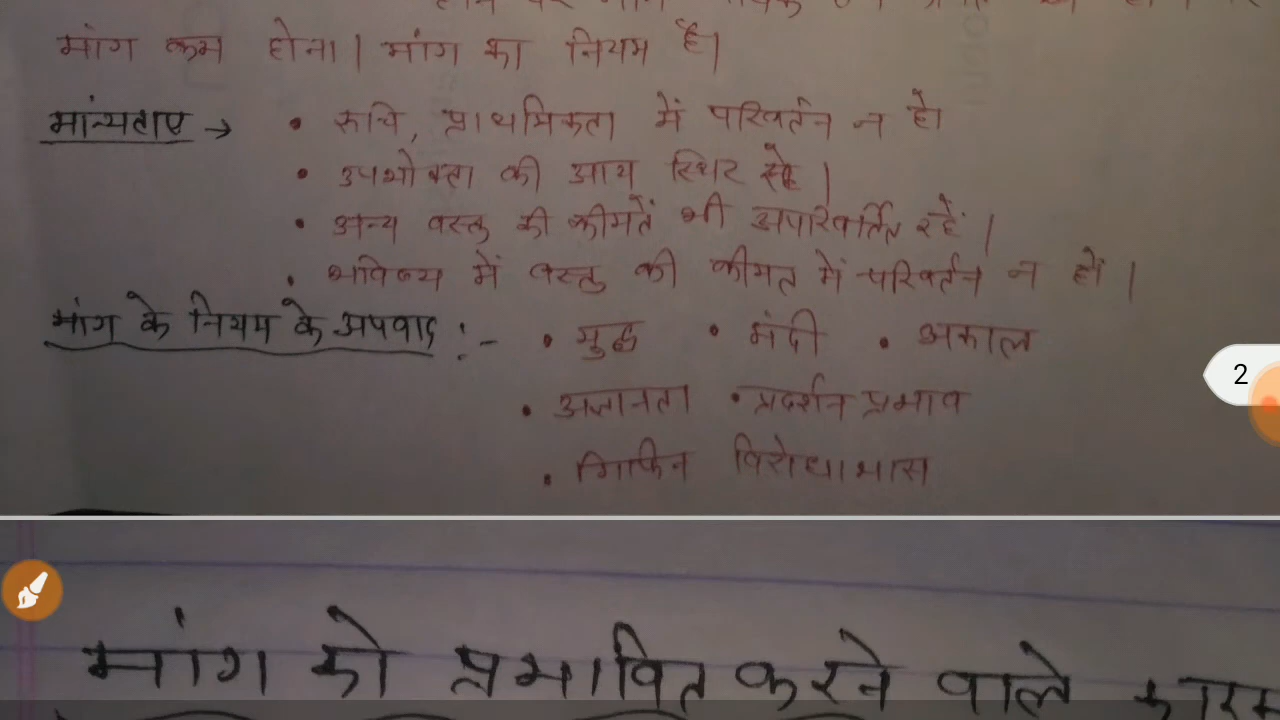 मांग कम होना। मांग का नियम है।
मान्यताए → • रूचि, प्राथमिकता में परिवर्तन न हो
• उपभोक्ता की आय स्थिर रहे।
• अन्य वस्तु की कीमतें भी अपरिवर्तित रहें।
• भविष्य में वस्तु की कीमत में परिवर्तन न हों।
मांग के नियम के अपवाद :- • युद्ध • मंदी • अकाल
2
• अज्ञानता • प्रदर्शन प्रभाव
• गिफिन विरोधाभास
मांग को प्रभावित करने वाले